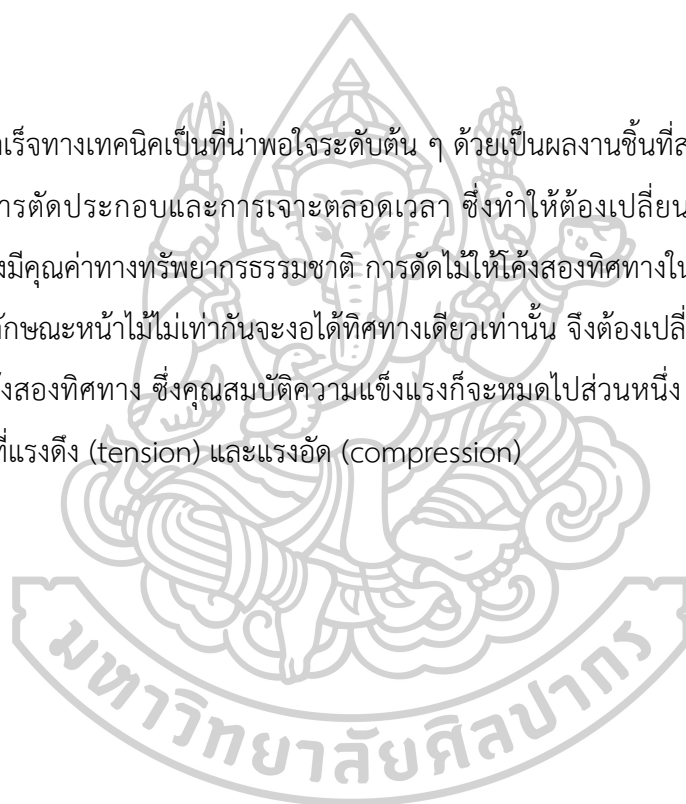 เร็จทางเทคนิคเป็นที่น่าพอใจระดับต้น ๆ ด้วยเป็นผลงานชิ้นที่
ารตัดประกอบและการเจาะตลอดเวลา ซึ่งทำให้ต้องเปลี่ยน
งมีคุณค่าทางทรัพยากรธรรมชาติ การดัดไม้ให้โค้งสองทิศทางใน
ักษณะหน้าไม้ไม่เท่ากันจะงอได้ทิศทางเดียวเท่านั้น จึงต้องเปลี่
ังสองทิศทาง ซึ่งคุณสมบัติความแข็งแรงก็จะหมดไปส่วนหนึ่ง
ที่แรงดึง (tension) และแรงอัด (compression)
มหาวิทยาลัยศิลปากร